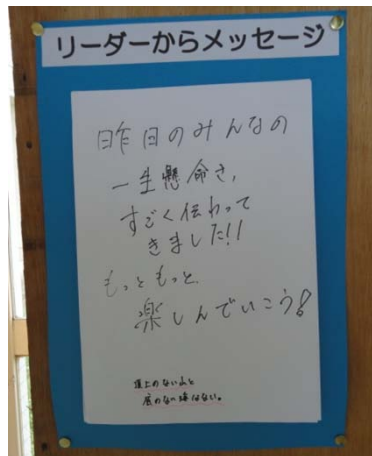 リーダーからメッセージ
昨日のみんなの
一生懸命さ、
すごく伝わって
きました!!
もっともっと、
楽しんでいこう!
頂上のない山と
底のない海はない。